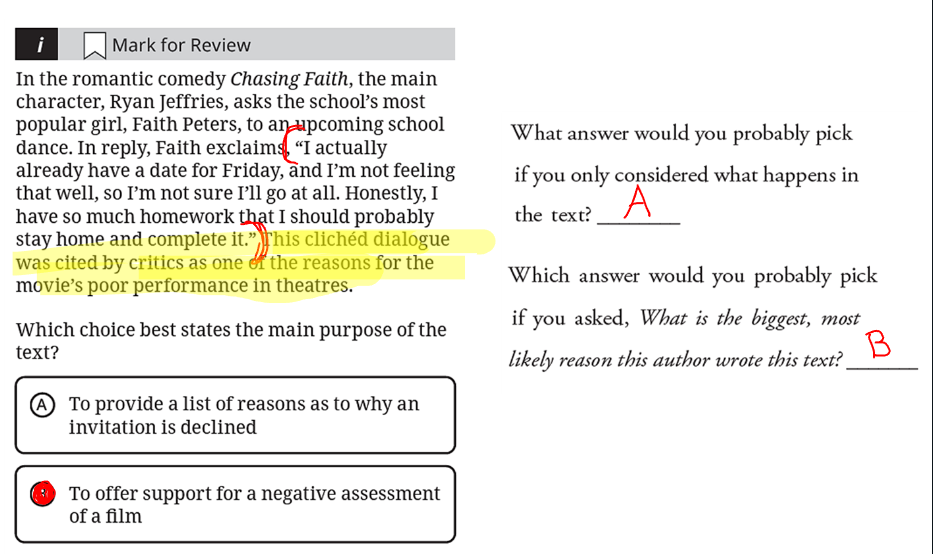 i Mark for Review
In the romantic comedy Chasing Faith, the main
character, Ryan Jeffries, asks the school’s most
popular girl, Faith Peters, to an upcoming school
dance. In reply, Faith exclaims, “I actually
already have a date for Friday, and I’m not feeling
that well, so I’m not sure I’ll go at all. Honestly, I
have so much homework that I should probably
stay home and complete it.” This clichéd dialogue
was cited by critics as one of the reasons for the
movie’s poor performance in theatres.
Which choice best states the main purpose of the
text?
A To provide a list of reasons as to why an
invitation is declined
To offer support for a negative assessment
of a film
What answer would you probably pick
if you only considered what happens in
the text? A
Which answer would you probably pick
if you asked, What is the biggest, most
likely reason this author wrote this text? B